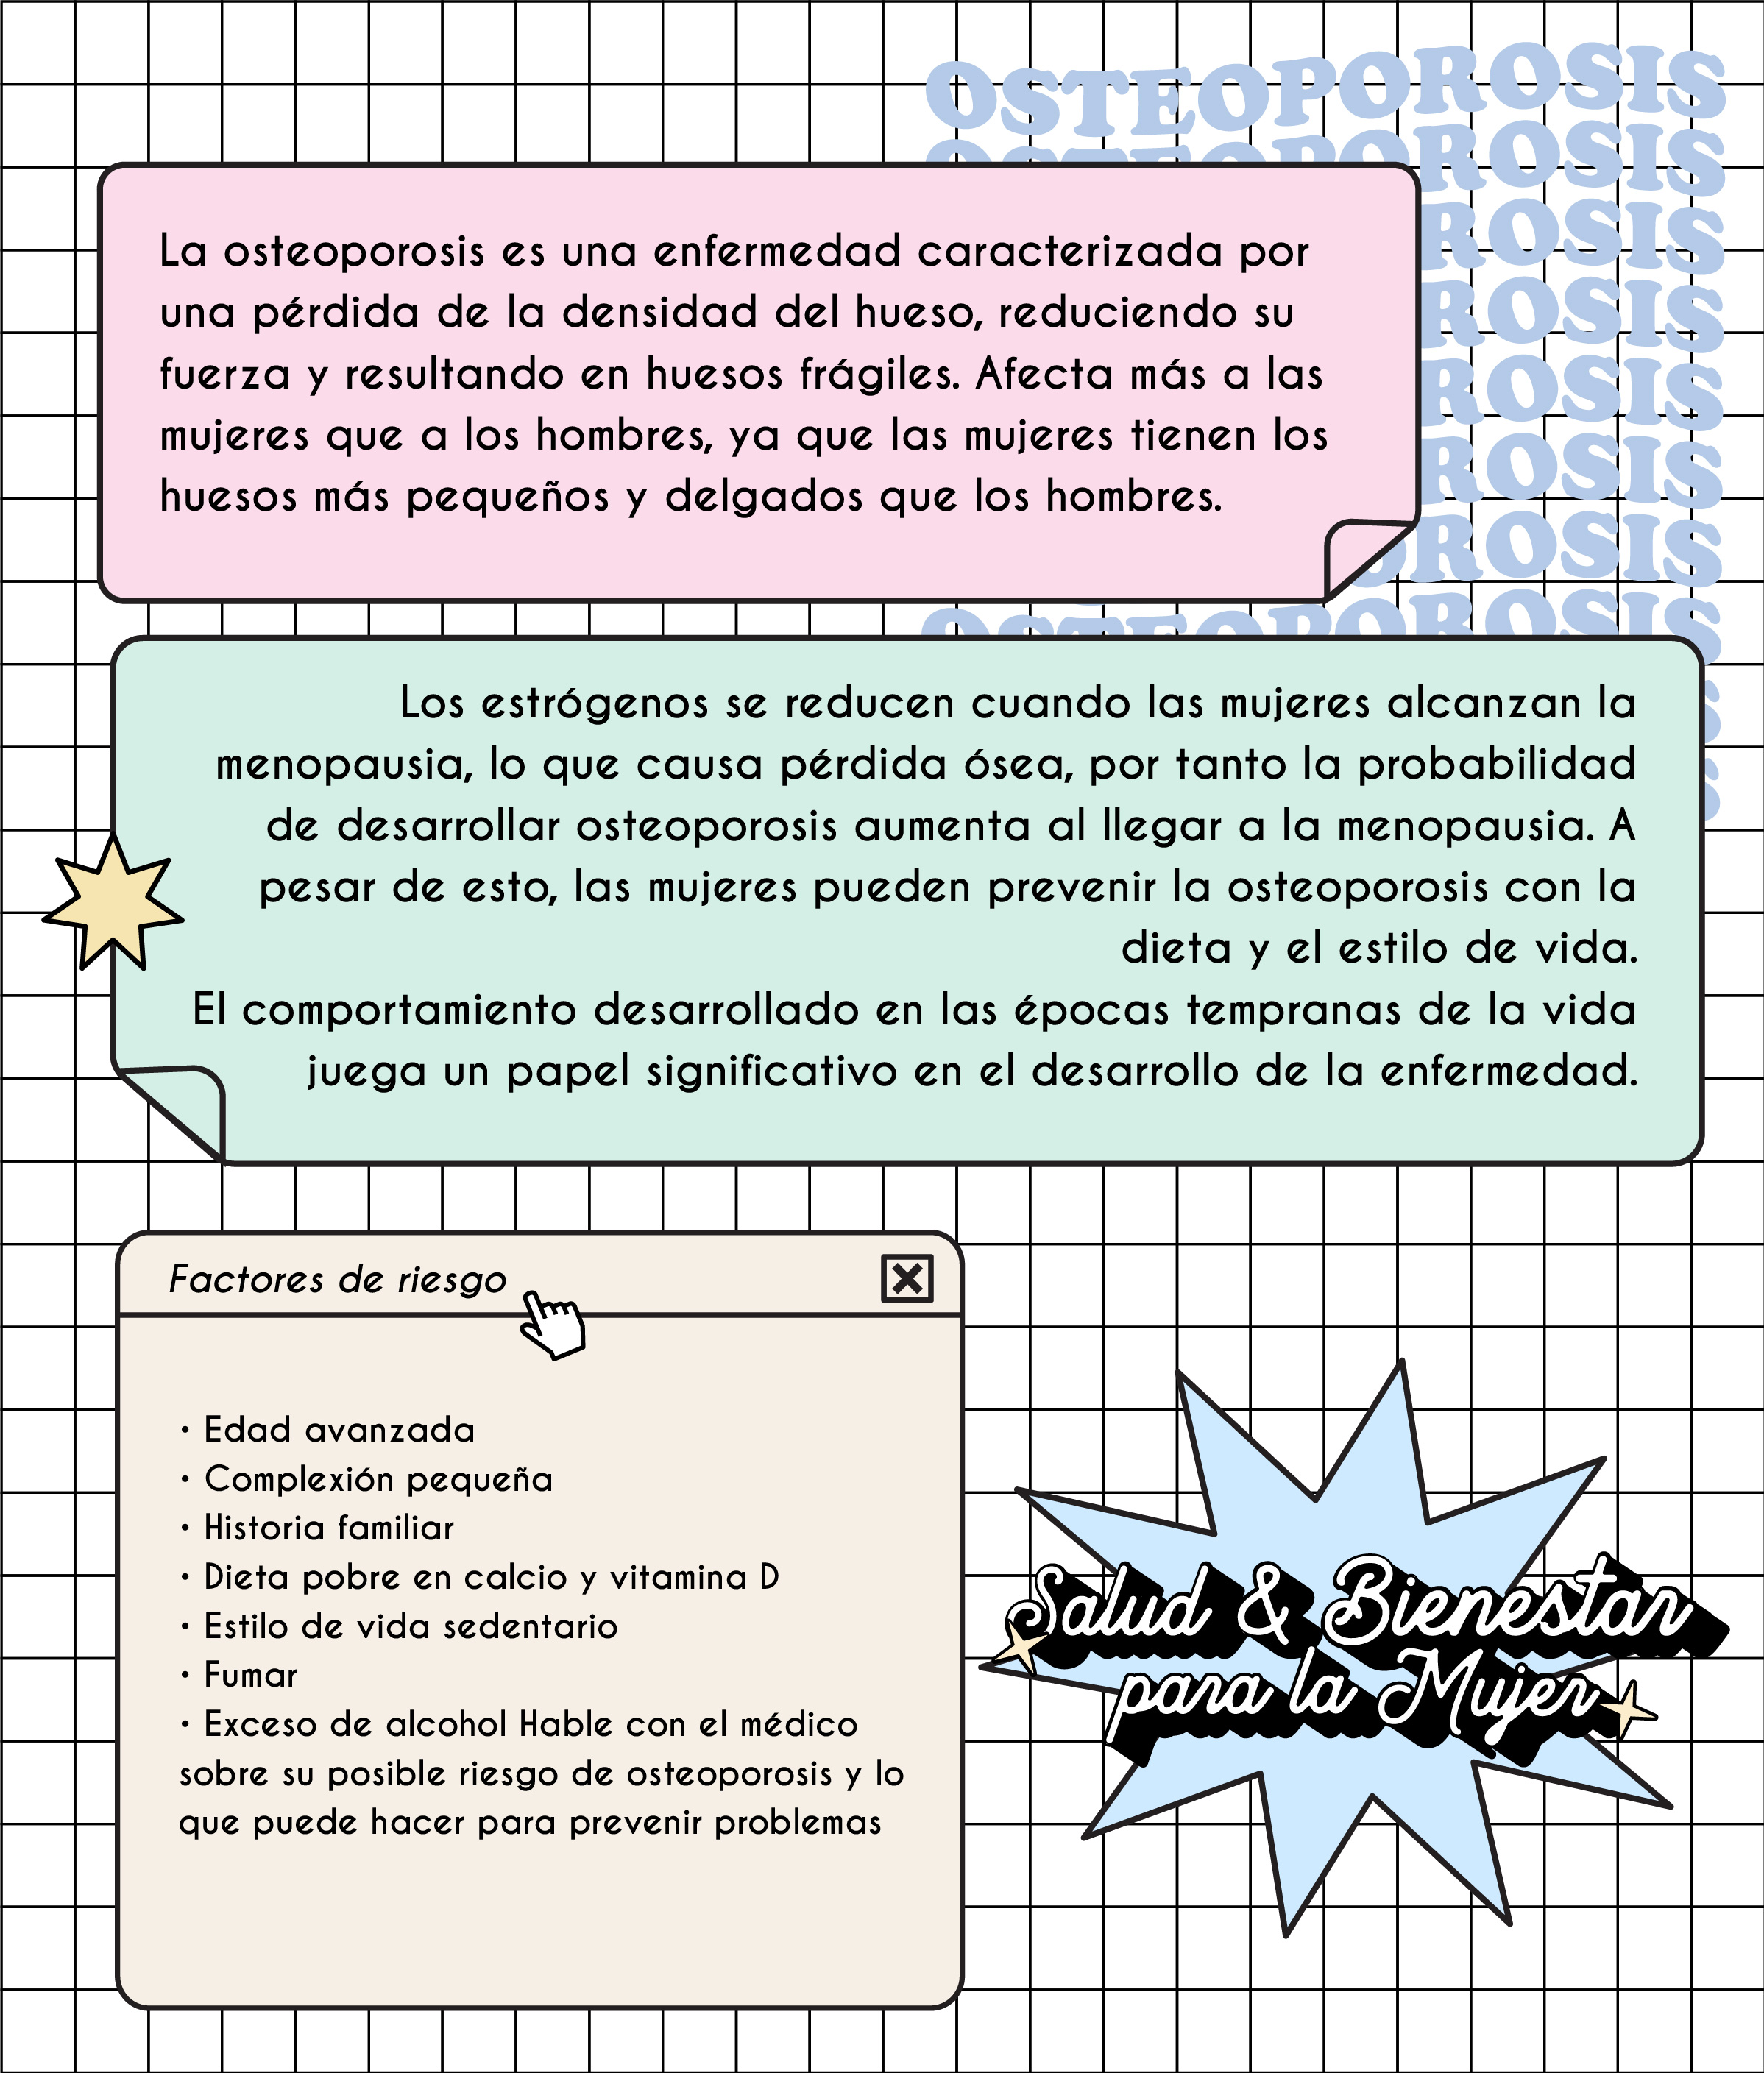 OSTEOPOROSIS
OSTEOPOROSIS
ROSIS
ROSIS
ROSIS
ROSIS
OROSIS
OSTEOPOROSIS
La osteoporosis es una enfermedad caracterizada por
una pérdida de la densidad del hueso, reduciendo su
fuerza y resultando en huesos frágiles. Afecta más a las
mujeres que a los hombres, ya que las mujeres tienen los
huesos más pequeños y delgados que los hombres.
Los estrógenos se reducen cuando las mujeres alcanzan la
menopausia, lo que causa pérdida ósea, por tanto la probabilidad
de desarrollar osteoporosis aumenta al llegar a la menopausia. A
pesar de esto, las mujeres pueden prevenir la osteoporosis con la
dieta y el estilo de vida.
El comportamiento desarrollado en las épocas tempranas de la vida
juega un papel significativo en el desarrollo de la enfermedad.
Factores de riesgo
• Edad avanzada
• Complexión pequeña
• Historia familiar
• Dieta pobre en calcio y vitamina D
• Estilo de vida sedentario
• Fumar
• Exceso de alcohol Hable con el médico
sobre su posible riesgo de osteoporosis y lo
que puede hacer para prevenir problemas
Salud & Bienestar
para la Mujer